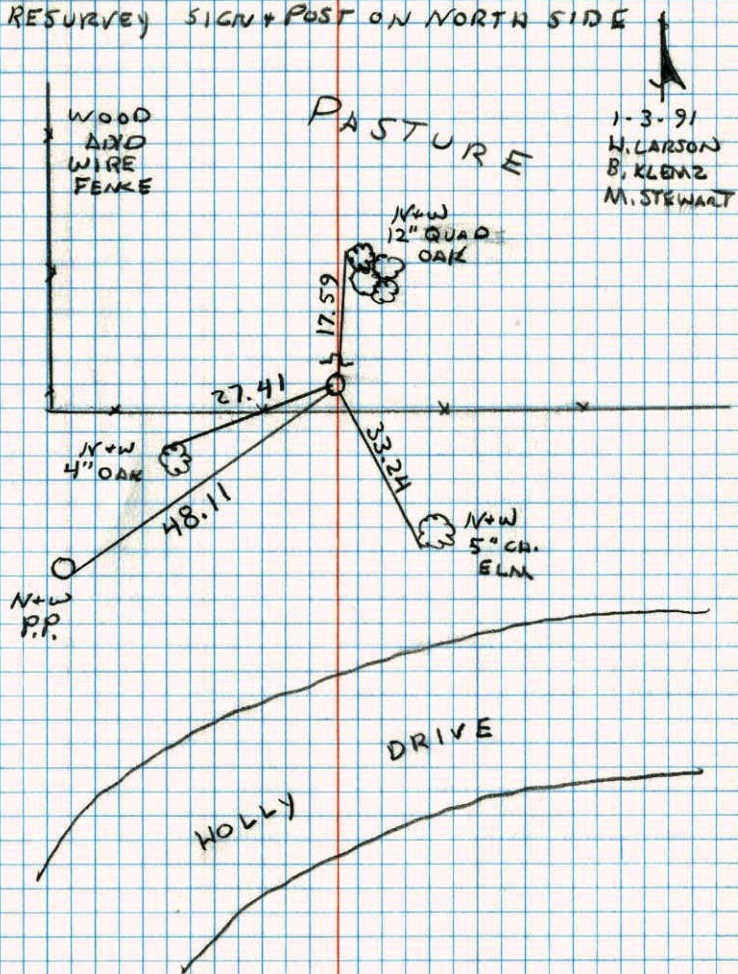 RESURVEY SIGN & POST ON NORTH SIDE
WOOD
AND
WIRE
FENCE
PASTURE
1-3-91
W. LARSON
B. KLEMZ
M. STEWART
N+W
12" QUAD
OAK
17.59
27.41
N+W
4" OAK
33.24
48.11
N+W
5" CH.
ELM
N+W
P.P.
HOLLY DRIVE